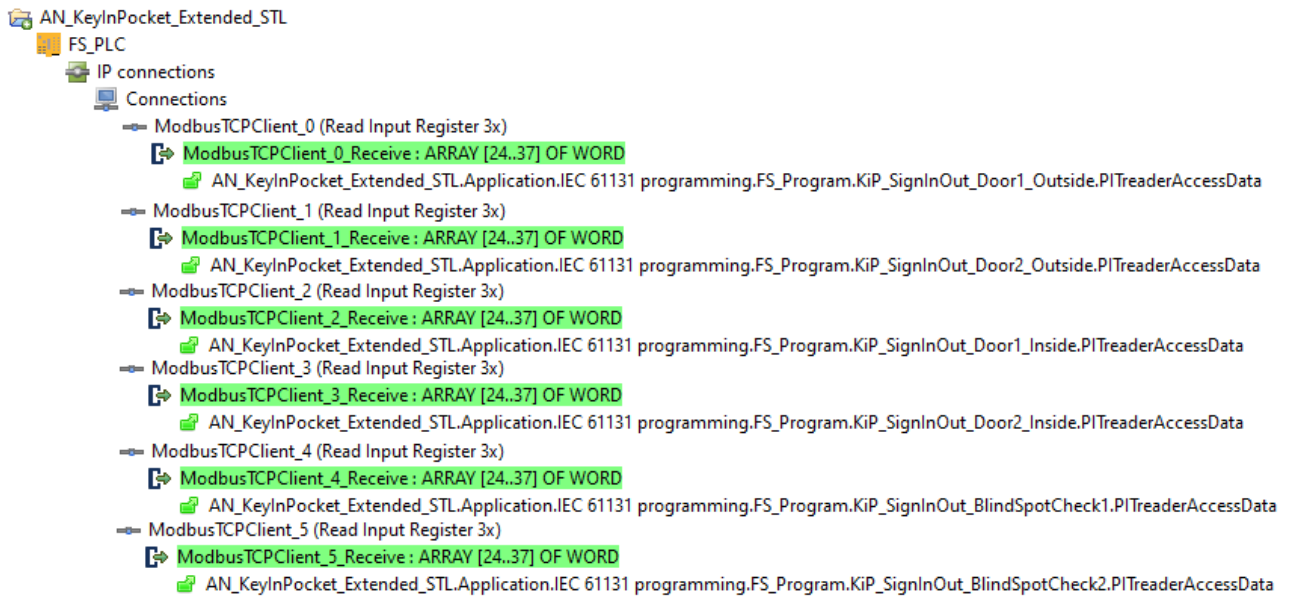 AN_KeyInPocket_Extended_STL
FS_PLC
IP connections
Connections
ModbusTCPClient_0 (Read Input Register 3x)
ModbusTCPClient_0_Receive : ARRAY [24..37] OF WORD
AN_KeyInPocket_Extended_STL.Application.IEC 61131 programming.FS_Program.KiP_SignInOut_Door1_Outside.PITreaderAccessData
ModbusTCPClient_1 (Read Input Register 3x)
ModbusTCPClient_1_Receive : ARRAY [24..37] OF WORD
AN_KeyInPocket_Extended_STL.Application.IEC 61131 programming.FS_Program.KiP_SignInOut_Door2_Outside.PITreaderAccessData
ModbusTCPClient_2 (Read Input Register 3x)
ModbusTCPClient_2_Receive : ARRAY [24..37] OF WORD
AN_KeyInPocket_Extended_STL.Application.IEC 61131 programming.FS_Program.KiP_SignInOut_Door1_Inside.PITreaderAccessData
ModbusTCPClient_3 (Read Input Register 3x)
ModbusTCPClient_3_Receive : ARRAY [24..37] OF WORD
AN_KeyInPocket_Extended_STL.Application.IEC 61131 programming.FS_Program.KiP_SignInOut_Door2_Inside.PITreaderAccessData
ModbusTCPClient_4 (Read Input Register 3x)
ModbusTCPClient_4_Receive : ARRAY [24..37] OF WORD
AN_KeyInPocket_Extended_STL.Application.IEC 61131 programming.FS_Program.KiP_SignInOut_BlindSpotCheck1.PITreaderAccessData
ModbusTCPClient_5 (Read Input Register 3x)
ModbusTCPClient_5_Receive : ARRAY [24..37] OF WORD
AN_KeyInPocket_Extended_STL.Application.IEC 61131 programming.FS_Program.KiP_SignInOut_BlindSpotCheck2.PITreaderAccessData